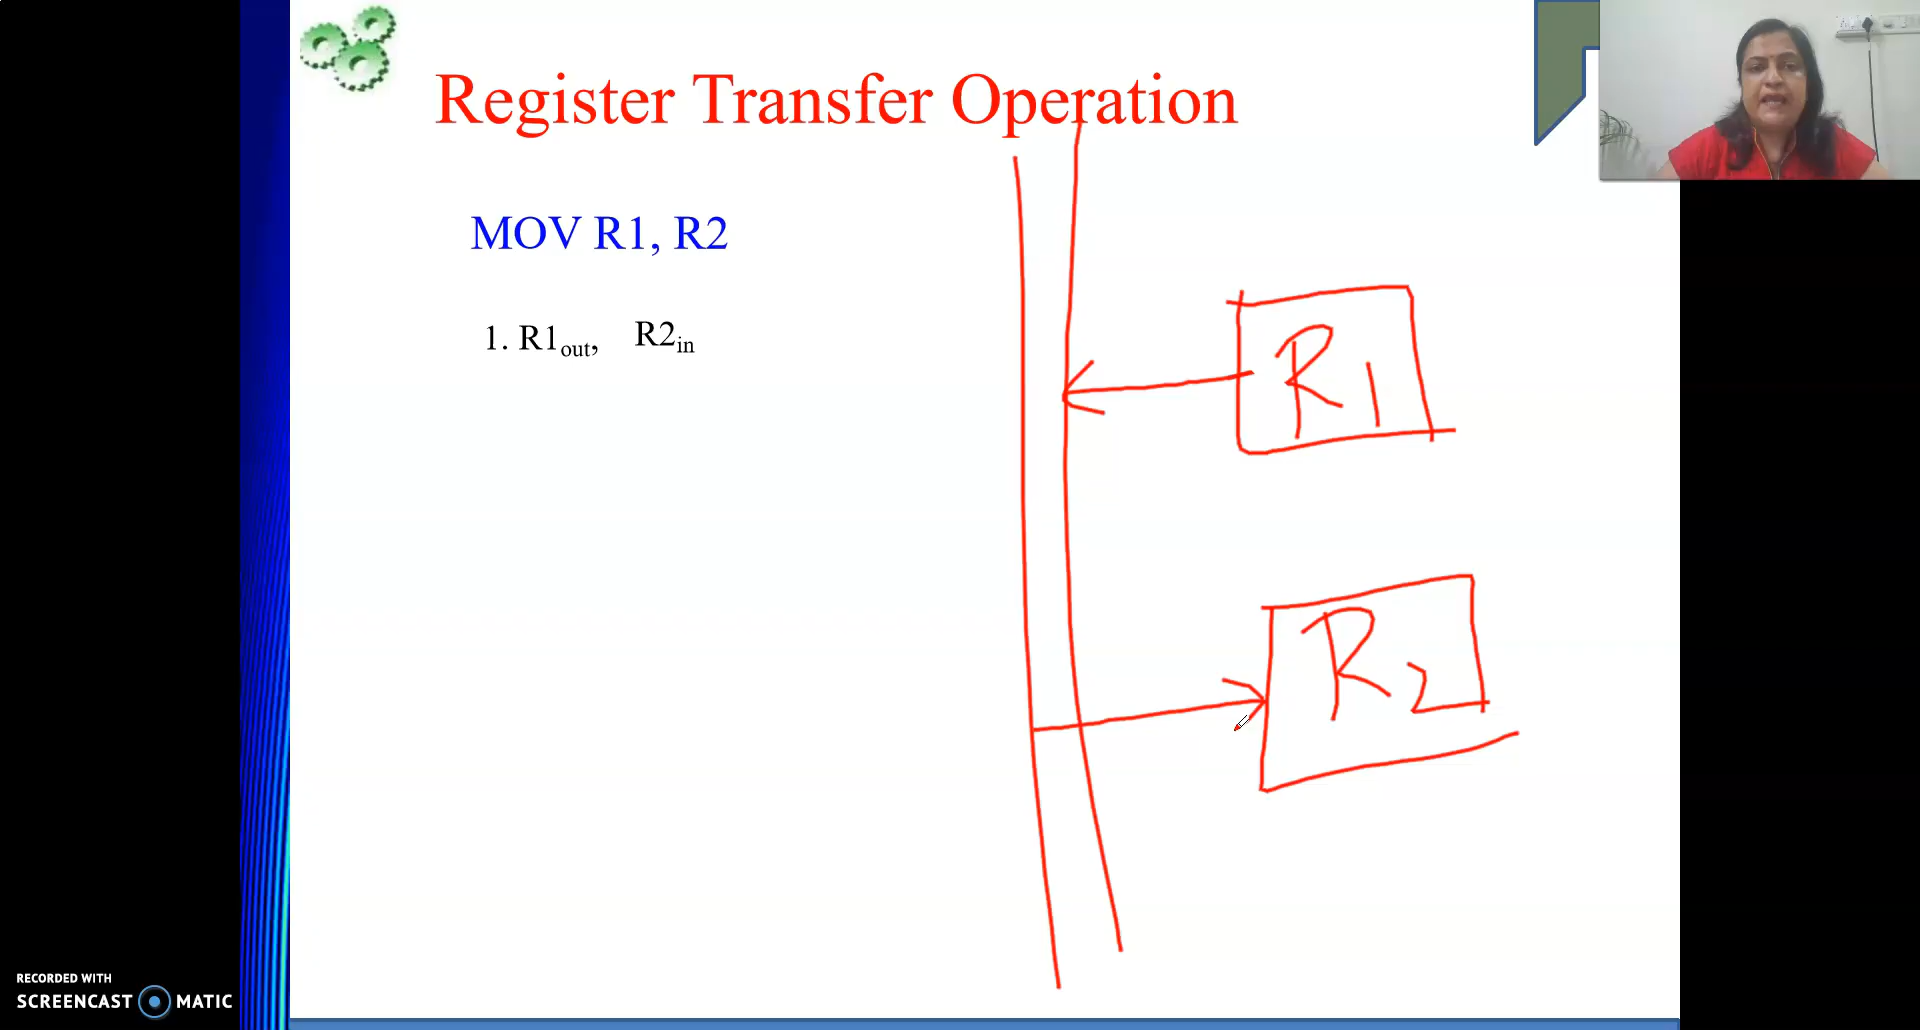 Register Transfer Operation
MOV R1, R2
1. R1out, R2in
R1
R2
RECORDED WITH
SCREENCAST MATIC